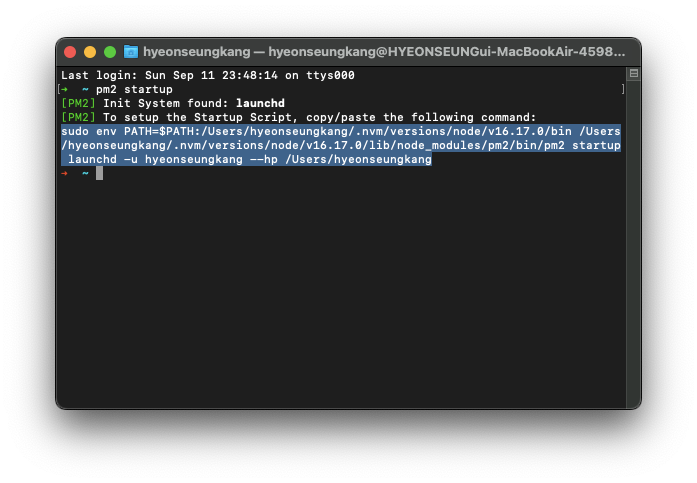 hyeonseungkang — hyeonseungkang@HYEONSEUNGui-MacBookAir-4598...
Last login: Sun Sep 11 23:48:14 on ttys000
[➜  ~ pm2 startup ]
[PM2] Init System found: launchd
[PM2] To setup the Startup Script, copy/paste the following command:
sudo env PATH=$PATH:/Users/hyeonseungkang/.nvm/versions/node/v16.17.0/bin /Users
/hyeonseungkang/.nvm/versions/node/v16.17.0/lib/node_modules/pm2/bin/pm2 startup
 launchd -u hyeonseungkang --hp /Users/hyeonseungkang
➜  ~